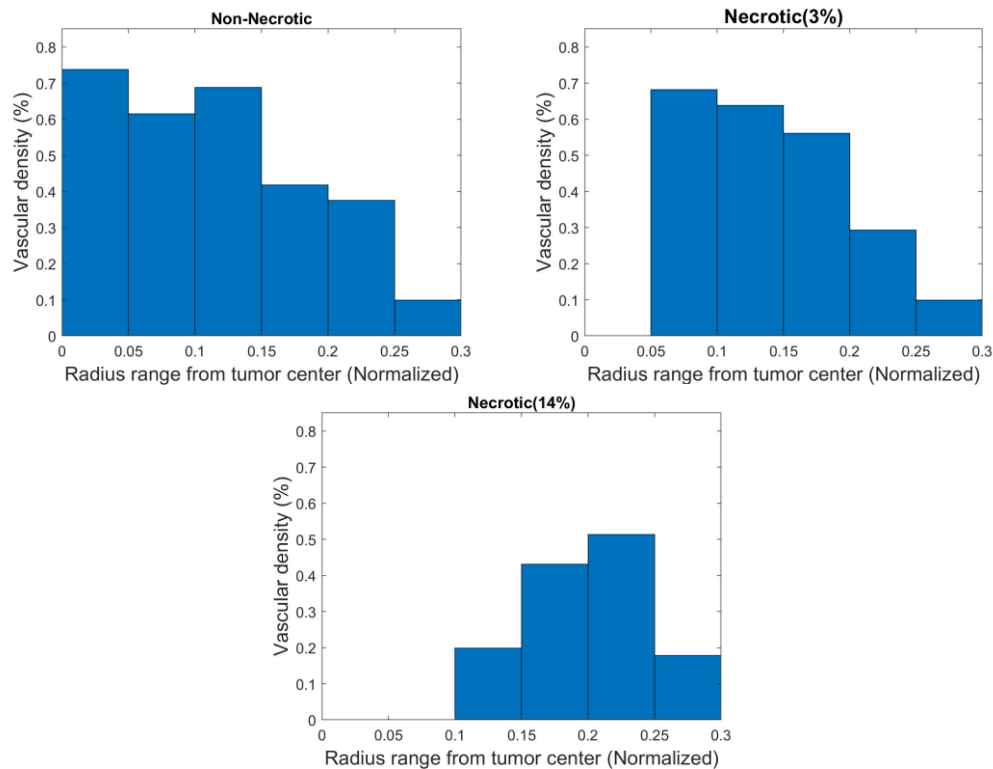 Non-Necrotic
0.8
0.7
0.6
0.5
0.4
0.3
0.2
0.1
0
Vascular density (%)
0 0.05 0.1 0.15 0.2 0.25 0.3
Radius range from tumor center (Normalized)
Necrotic(3%)
0.8
0.7
0.6
0.5
0.4
0.3
0.2
0.1
0
Vascular density (%)
0 0.05 0.1 0.15 0.2 0.25 0.3
Radius range from tumor center (Normalized)
Necrotic(14%)
0.8
0.7
0.6
0.5
0.4
0.3
0.2
0.1
0
Vascular density (%)
0 0.05 0.1 0.15 0.2 0.25 0.3
Radius range from tumor center (Normalized)